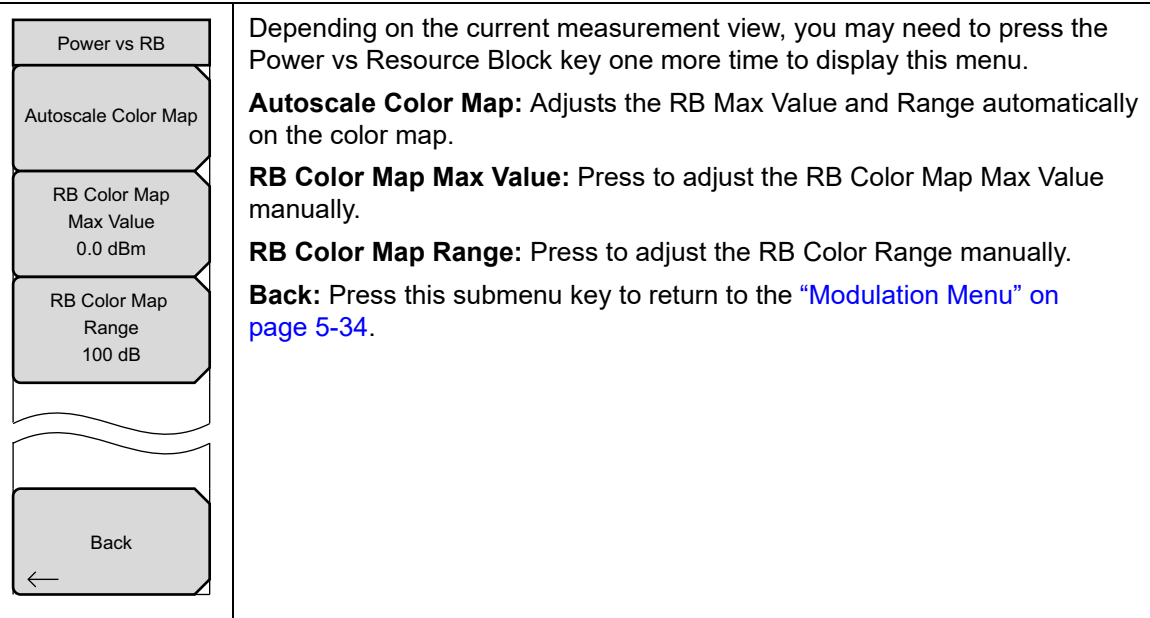 Power vs RB
Autoscale Color Map
RB Color Map
Max Value
0.0 dBm
RB Color Map
Range
100 dB
Back
Depending on the current measurement view, you may need to press the
Power vs Resource Block key one more time to display this menu.
Autoscale Color Map: Adjusts the RB Max Value and Range automatically
on the color map.
RB Color Map Max Value: Press to adjust the RB Color Map Max Value
manually.
RB Color Map Range: Press to adjust the RB Color Range manually.
Back: Press this submenu key to return to the “Modulation Menu” on
page 5-34.